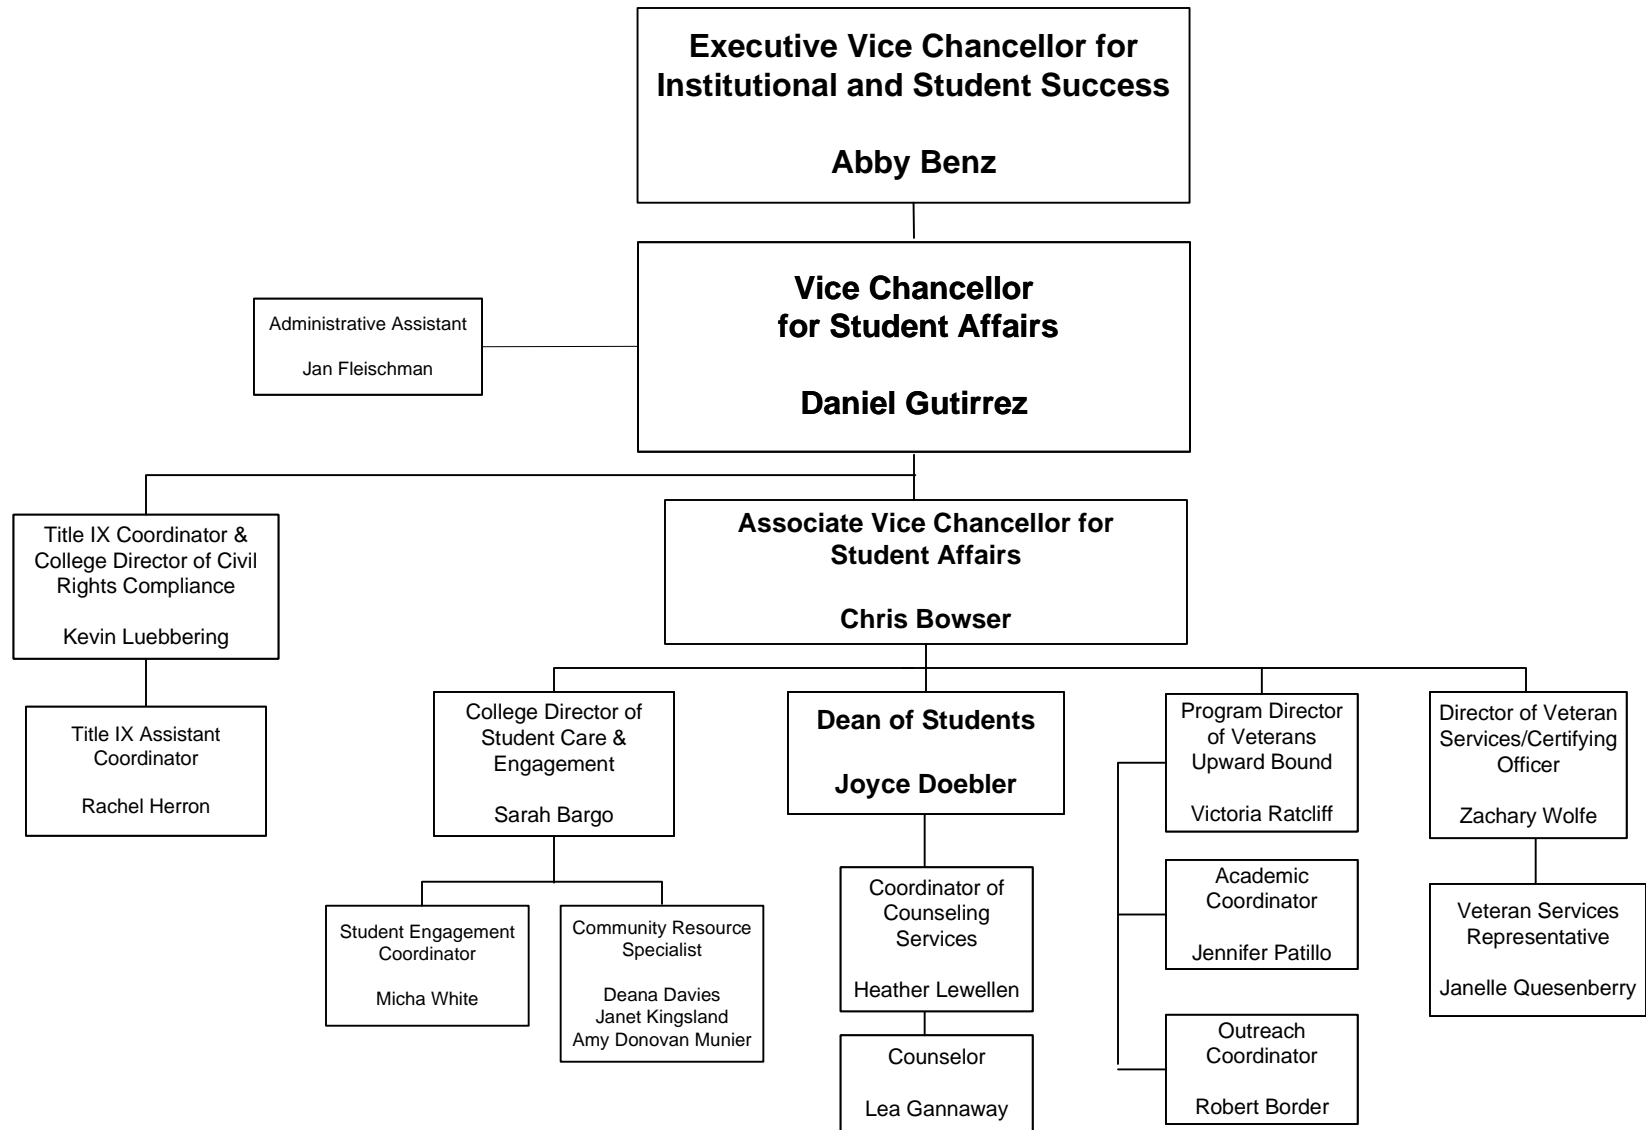 Executive Vice Chancellor for
Institutional and Student Success
Abby Benz
Vice Chancellor
for Student Affairs
Daniel Gutirrez
Administrative Assistant
Jan Fleischman
Title IX Coordinator &
College Director of Civil
Rights Compliance
Kevin Luebbering
Title IX Assistant
Coordinator
Rachel Herron
Associate Vice Chancellor for
Student Affairs
Chris Bowser
College Director of
Student Care &
Engagement
Sarah Bargo
Student Engagement
Coordinator
Micha White
Community Resource
Specialist
Deana Davies
Janet Kingsland
Amy Donovan Munier
Dean of Students
Joyce Doebler
Coordinator of
Counseling
Services
Heather Lewellen
Counselor
Lea Gannaway
Program Director
of Veterans
Upward Bound
Victoria Ratcliff
Academic
Coordinator
Jennifer Patillo
Outreach
Coordinator
Robert Border
Director of Veteran
Services/Certifying
Officer
Zachary Wolfe
Veteran Services
Representative
Janelle Quesenberry